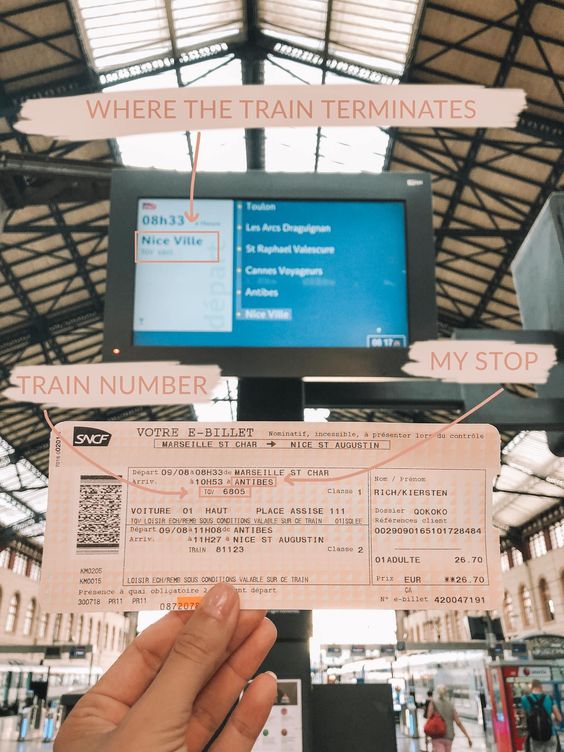 WHERE THE TRAIN TERMINATES
SNCF
08h33 à l'heure
Nice Ville
Toulon
Les Arcs Draguignan
St Raphael Valescure
Cannes Voyageurs
Antibes
Nice Ville
départ
08 17
TRAIN NUMBER
MY STOP
SNCF
VOTRE E-BILLET
Nominatif, incessible, à présenter lors du contrôle
MARSEILLE ST CHAR → NICE ST AUGUSTIN
Départ 09/08 à 08H33 de MARSEILLE ST CHAR
Arriv. à 10H53 à ANTIBES
TGV 6805 Classe 1
VOITURE 01 HAUT PLACE ASSISE 111
TGV LOISIR ECH/REMB SOUS CONDITIONS VALABLE SUR CE TRAIN 01SOLEE
Départ 09/08 à 11H08 de ANTIBES
Arriv. à 11H27 à NICE ST AUGUSTIN
TRAIN 81123 Classe 2
LOISIR ECH/REMB SOUS CONDITIONS VALABLE SUR CE TRAIN
Nom / Prénom
RICH/KIERSTEN
Dossier QOKOKO
Références client
0029090165101728484
01ADULTE 26.70
Prix EUR **26.70
CA
N° e-billet 420047191
KM0205
KM0015
Présence à quai obligatoire 2 avant départ
300718 PR11 PR11